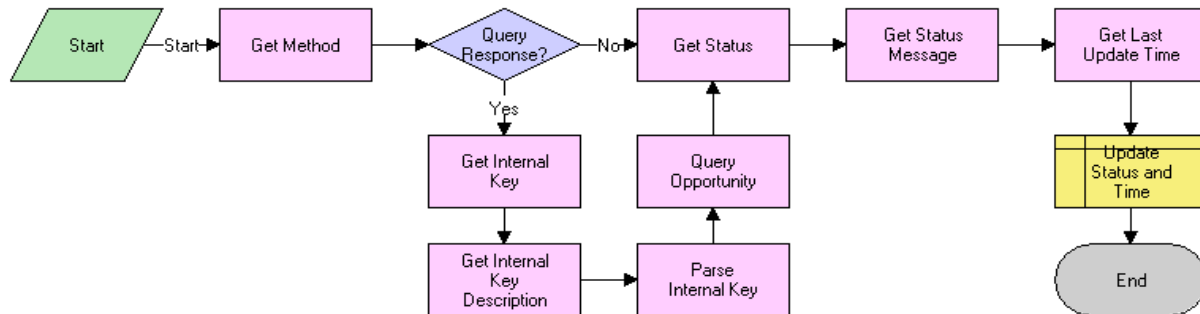 Start
Start
Get Method
Query
Response?
No
Get Status
Get Status
Message
Get Last
Update Time
Yes
Get Internal
Key
Query
Opportunity
Update
Status and
Time
Get Internal
Key
Description
Parse
Internal Key
End